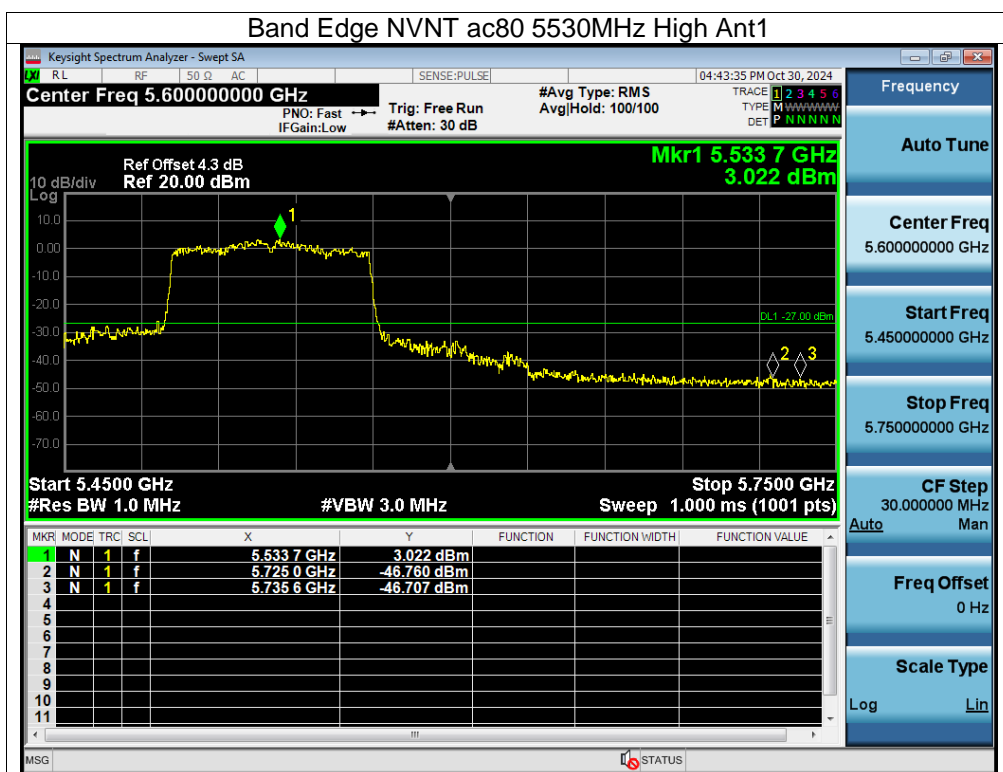 Band Edge NVNT ac80 5530MHz High Ant1
Keysight Spectrum Analyzer - Swept SA
LXI RL RF 50 Ω AC SENSE:PULSE 04:43:35 PM Oct 30, 2024
Center Freq 5.600000000 GHz #Avg Type: RMS TRACE 1 2 3 4 5 6
PNO: Fast Trig: Free Run Avg|Hold: 100/100 TYPE M WWWWW
IFGain:Low #Atten: 30 dB DET P N N N N N
Mkr1 5.533 7 GHz
Ref Offset 4.3 dB
10 dB/div Ref 20.00 dBm 3.022 dBm
Log
10.0
1
0.00
-10.0
-20.0
DL1 -27.00 dBm
-30.0
2 3
-40.0
-50.0
-60.0
-70.0
Start 5.4500 GHz Stop 5.7500 GHz
#Res BW 1.0 MHz #VBW 3.0 MHz Sweep 1.000 ms (1001 pts)
MKR MODE TRC SCL X Y FUNCTION FUNCTION WIDTH FUNCTION VALUE
1 N 1 f 5.533 7 GHz 3.022 dBm
2 N 1 f 5.725 0 GHz -46.760 dBm
3 N 1 f 5.735 6 GHz -46.707 dBm
4
5
6
7
8
9
10
11
MSG STATUS
Frequency
Auto Tune
Center Freq
5.600000000 GHz
Start Freq
5.450000000 GHz
Stop Freq
5.750000000 GHz
CF Step
30.000000 MHz
Auto Man
Freq Offset
0 Hz
Scale Type
Log Lin